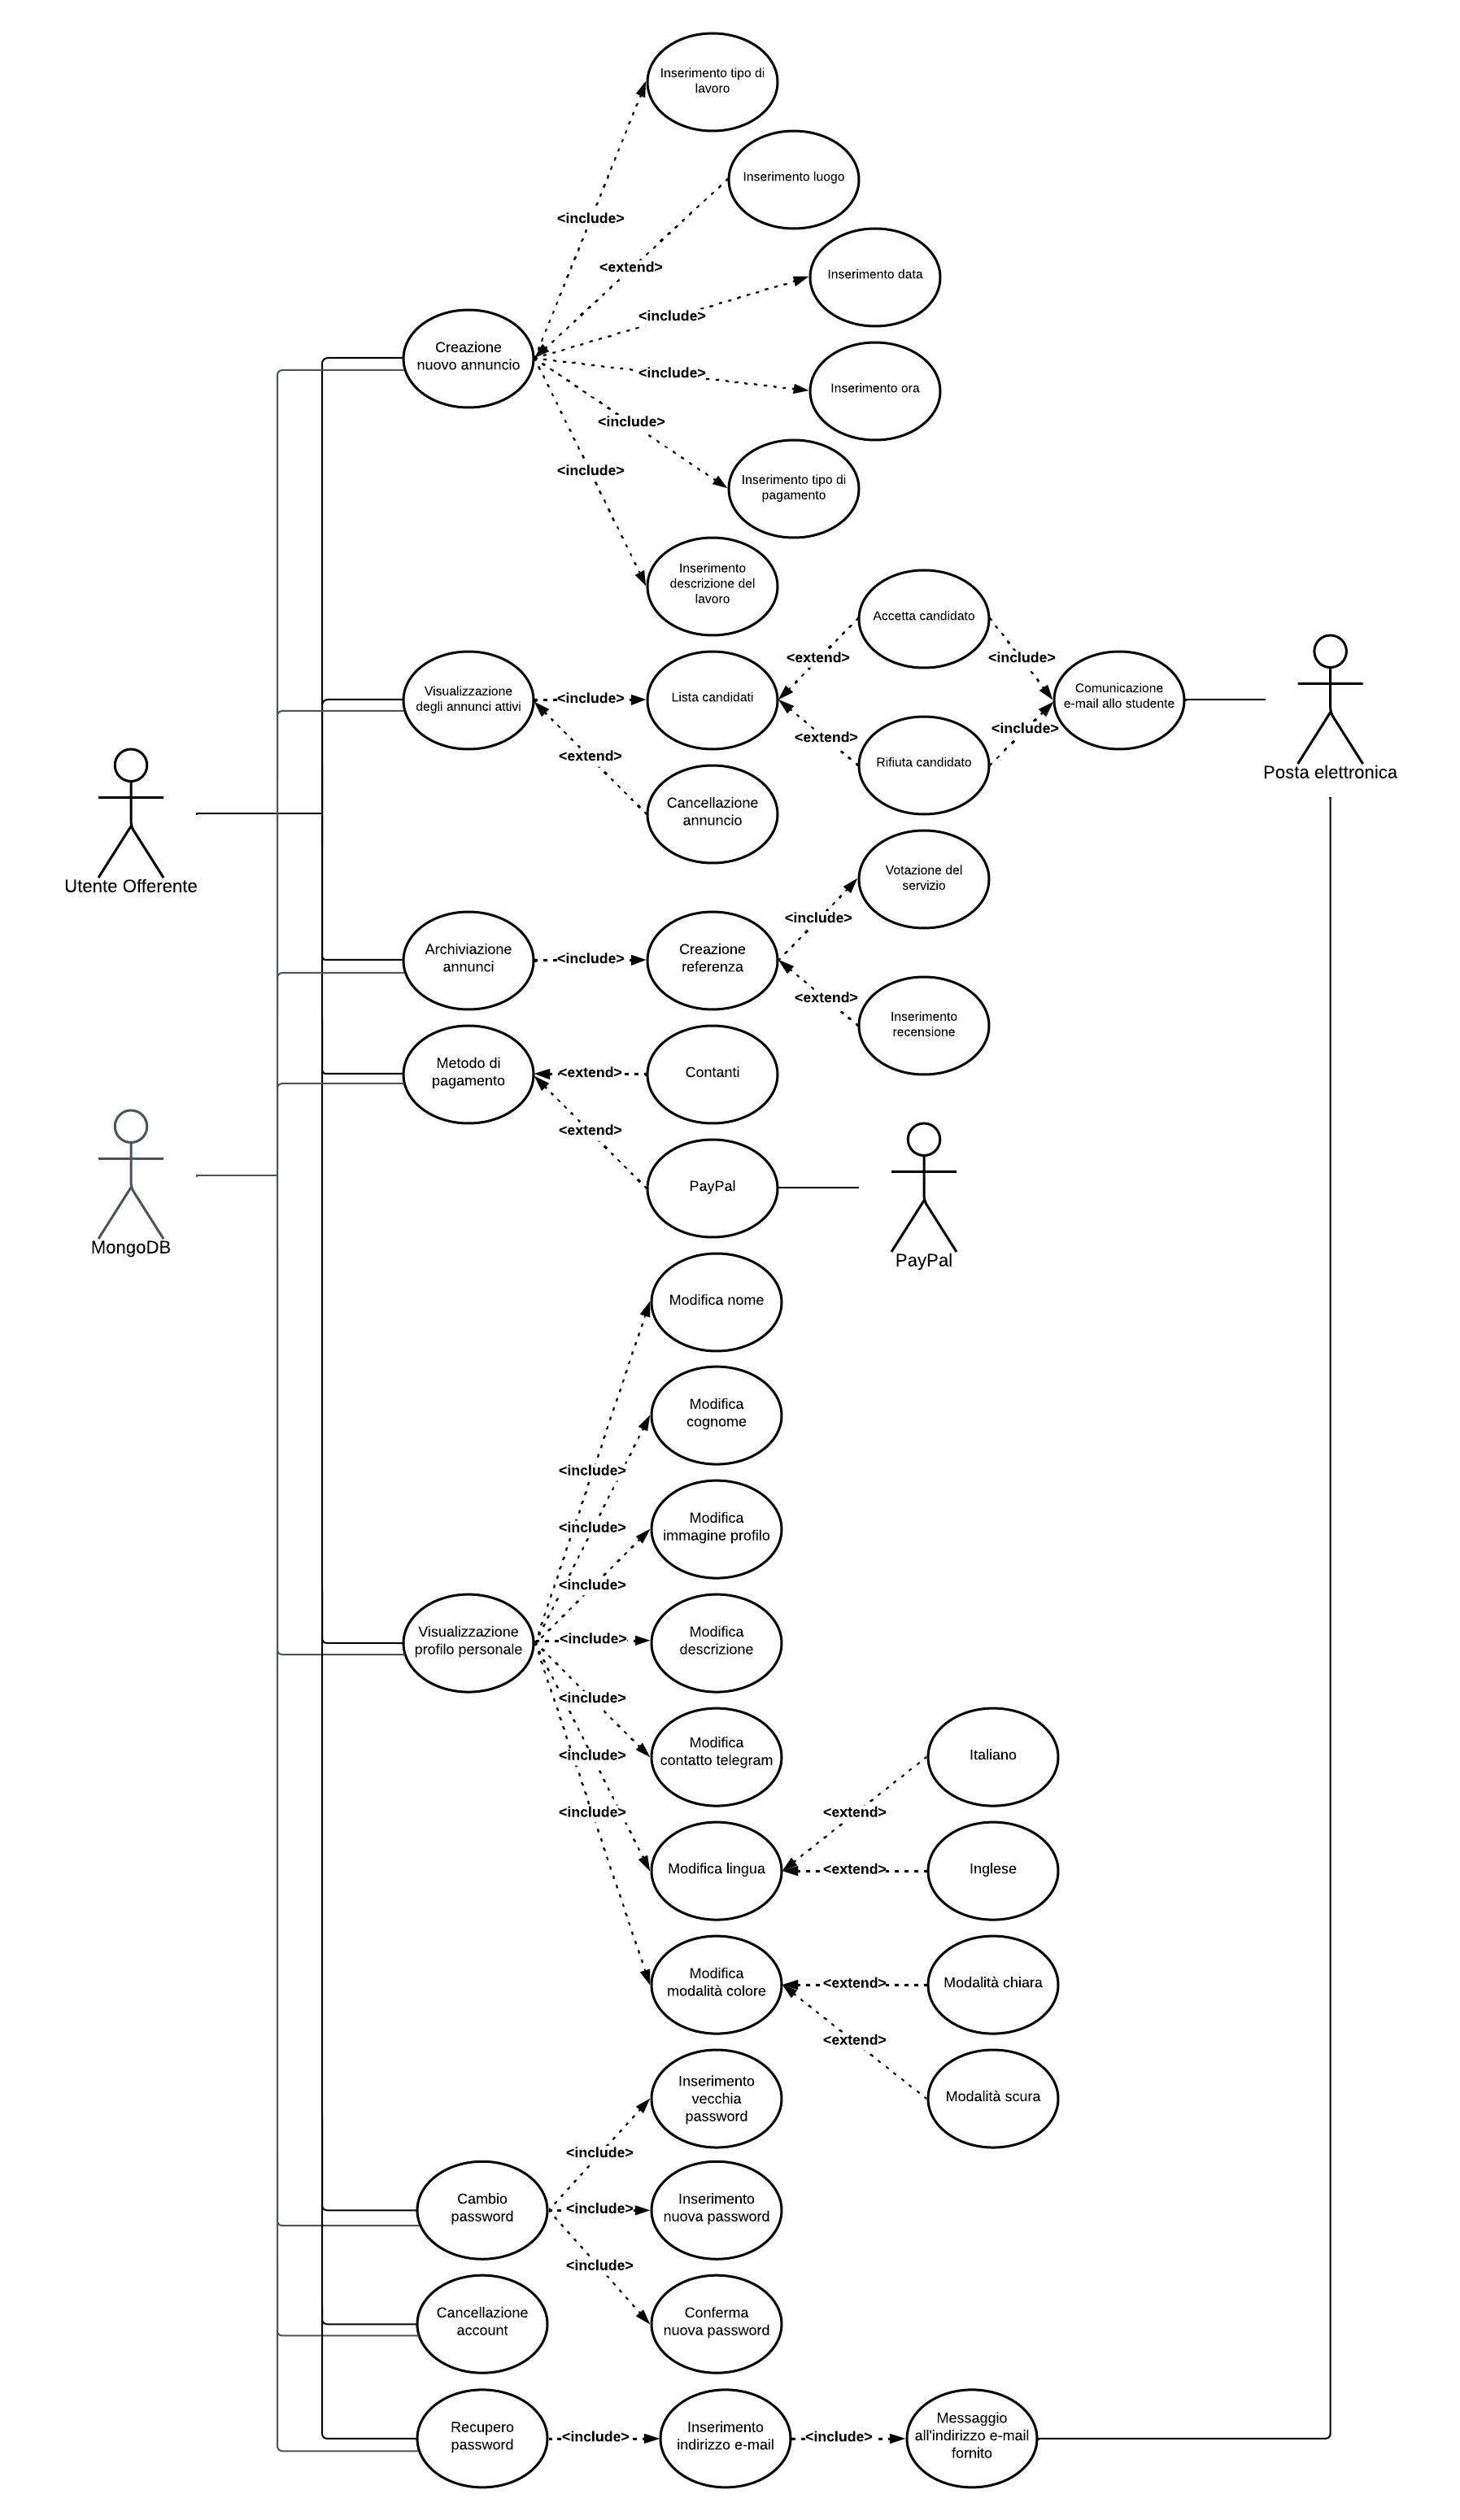 Inserimento tipo di
lavoro
Inserimento luogo
<include>
<extend>
Inserimento data
<include>
Creazione
nuovo annuncio
<include>
Inserimento ora
<include>
<include>
Inserimento tipo di
pagamento
Inserimento
descrizione del
lavoro
Accetta candidato
<extend>
<include>
Visualizzazione
degli annunci attivi
<include>
Lista candidati
Comunicazione
e-mail allo studente
<extend>
<include>
Rifiuta candidato
<extend>
Posta elettronica
Cancellazione
annuncio
Utente Offerente
Votazione del
servizio
<include>
Archiviazione
annunci
<include>
Creazione
referenza
<extend>
Inserimento
recensione
Metodo di
pagamento
<extend>
Contanti
<extend>
PayPal
MongoDB
PayPal
Modifica nome
Modifica
cognome
<include>
<include>
Modifica
immagine profilo
<include>
Visualizzazione
profilo personale
<include>
Modifica
descrizione
<include>
<include>
<include>
Modifica
contatto telegram
Italiano
<extend>
Modifica lingua
<extend>
Inglese
Modifica
modalità colore
<extend>
Modalità chiara
<extend>
Modalità scura
Inserimento
vecchia
password
<include>
Cambio
password
<include>
Inserimento
nuova password
<include>
Cancellazione
account
Conferma
nuova password
Recupero
password
<include>
Inserimento
indirizzo e-mail
<include>
Messaggio
all'indirizzo e-mail
fornito